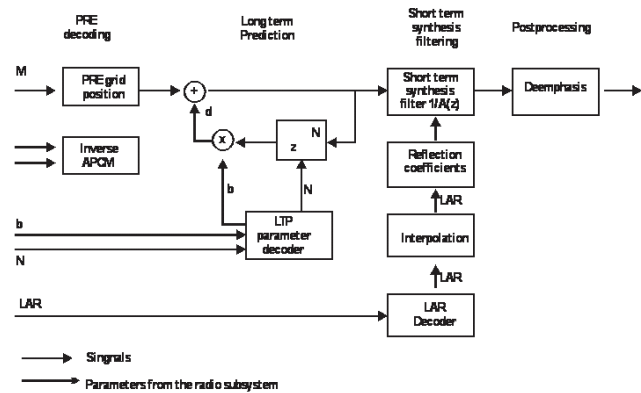 PRE
decoding
Long term
Prediction
Short term
synthesis
filtering
Postprocessing
M
PRE grid
position
+
Short term
synthesis
filter 1/A(z)
Deemphasis
d
Inverse
APCM
x
N
z
Reflection
coefficients
b
N
LAR
b
LTP
parameter
decoder
Interpolation
N
LAR
LAR
LAR
Decoder
Singnals
Parameters from the radio subsystem